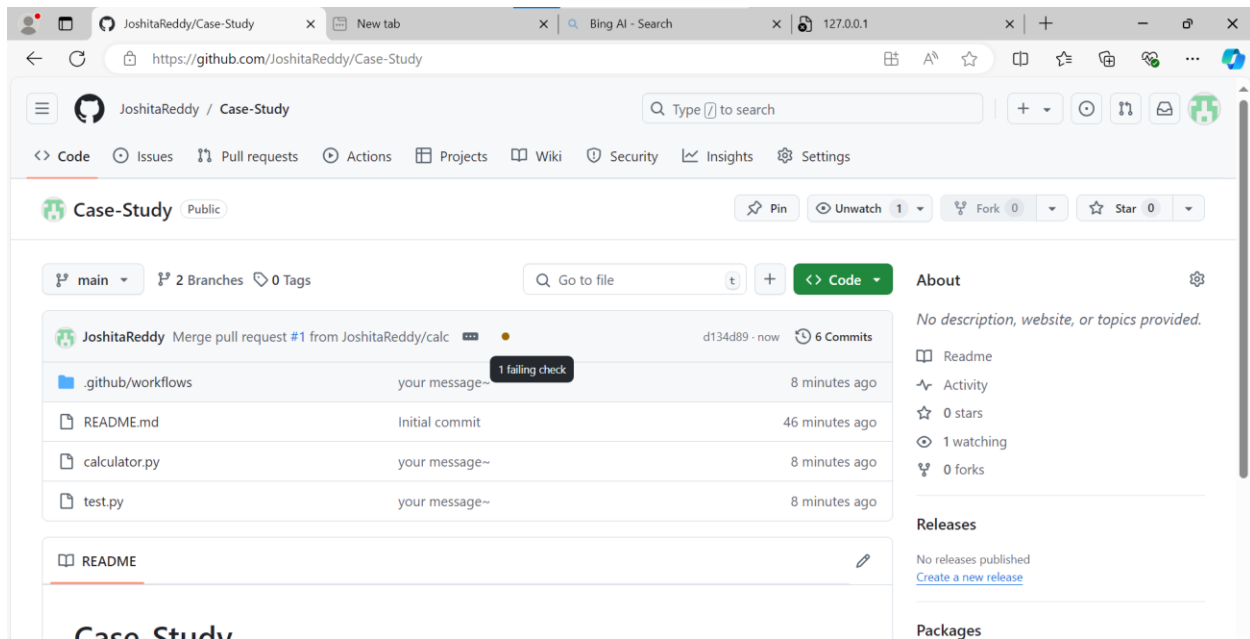 JoshitaReddy/Case-Study New tab Bing AI - Search 127.0.0.1
https://github.com/JoshitaReddy/Case-Study
JoshitaReddy / Case-Study Type / to search
Code Issues Pull requests Actions Projects Wiki Security Insights Settings
Case-Study Public Pin Unwatch 1 Fork 0 Star 0
main 2 Branches 0 Tags Go to file t Code
About
No description, website, or topics provided.
JoshitaReddy Merge pull request #1 from JoshitaReddy/calc d134d89 · now 6 Commits
1 failing check
.github/workflows your message~ 8 minutes ago
README.md Initial commit 46 minutes ago
calculator.py your message~ 8 minutes ago
test.py your message~ 8 minutes ago
Readme
Activity
0 stars
1 watching
0 forks
Releases
No releases published
Create a new release
Packages
README
Case-Study